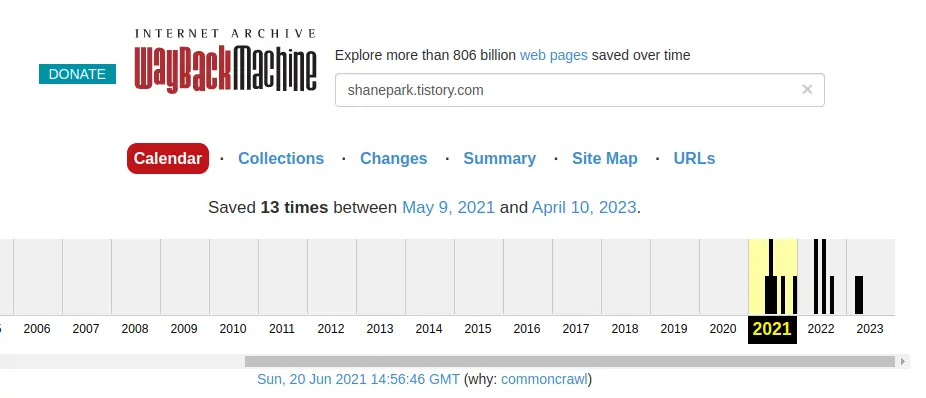 INTERNET ARCHIVE
WayBackMachine
DONATE
Explore more than 806 billion web pages saved over time
shanepark.tistory.com ×
Calendar · Collections · Changes · Summary · Site Map · URLs
Saved 13 times between May 9, 2021 and April 10, 2023.
2006 2007 2008 2009 2010 2011 2012 2013 2014 2015 2016 2017 2018 2019 2020 2021 2022 2023
Sun, 20 Jun 2021 14:56:46 GMT (why: commoncrawl)